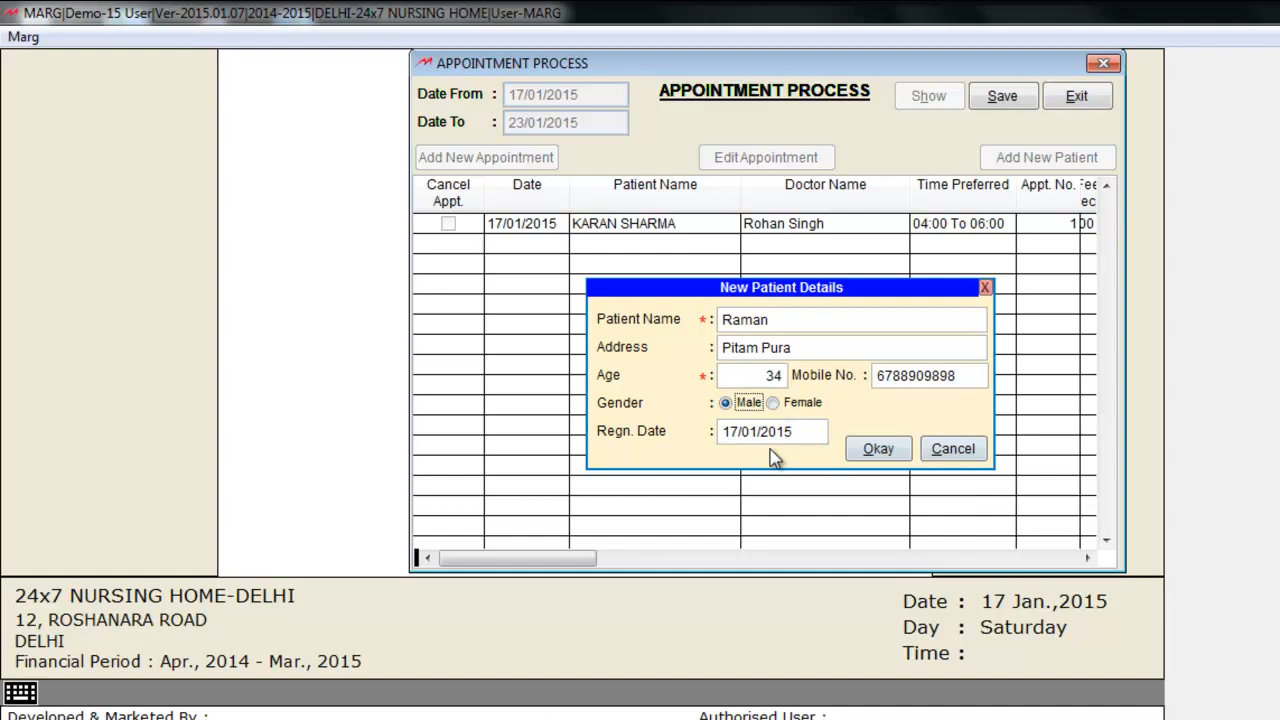 MARG|Demo-15 User|Ver-2015.01.07|2014-2015|DELHI-24x7 NURSING HOME|User-MARG
Marg
APPOINTMENT PROCESS
Date From : 17/01/2015
APPOINTMENT PROCESS
Show Save Exit
Date To : 23/01/2015
Add New Appointment Edit Appointment Add New Patient
Cancel Appt. Date Patient Name Doctor Name Time Preferred Appt. No.
17/01/2015 KARAN SHARMA Rohan Singh 04:00 To 06:00 1
New Patient Details X
Patient Name *: Raman
Address : Pitam Pura
Age *: 34 Mobile No. : 6788909898
Gender : Male Female
Regn. Date : 17/01/2015
Okay Cancel
24x7 NURSING HOME-DELHI
12, ROSHANARA ROAD
DELHI
Financial Period : Apr., 2014 - Mar., 2015
Date : 17 Jan.,2015
Day : Saturday
Time :
Developed & Marketed By : Authorised User :